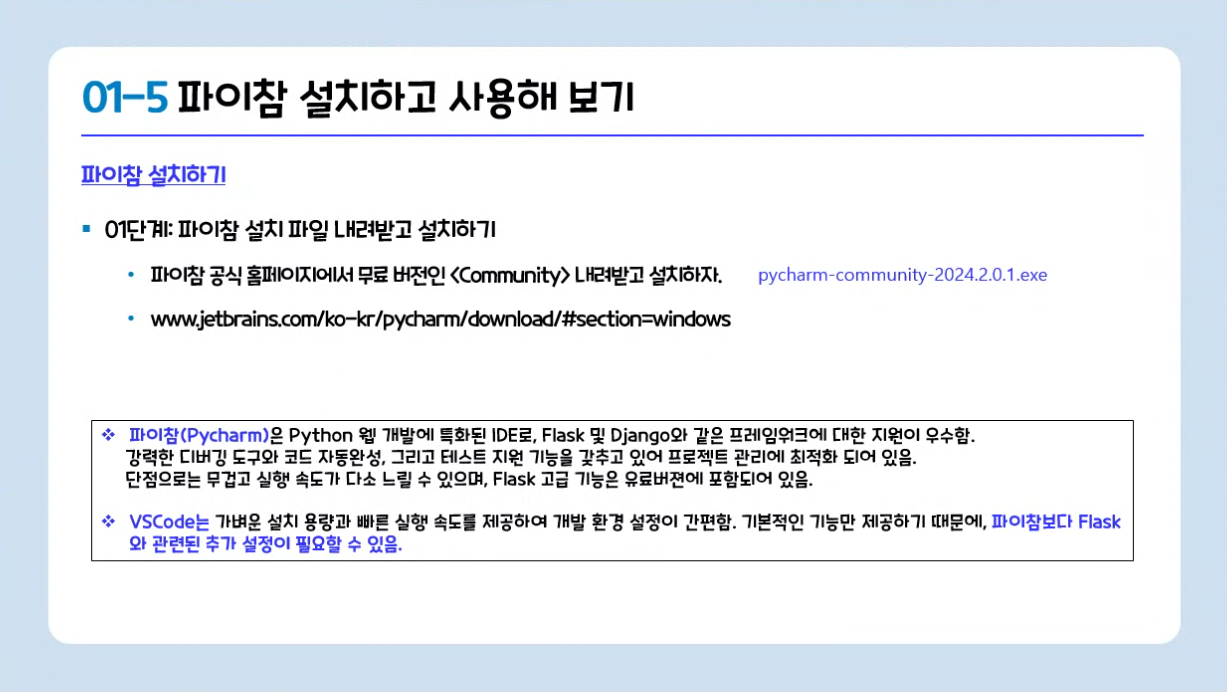 01-5 파이참 설치하고 사용해 보기
파이참 설치하기
▪ 01단계: 파이참 설치 파일 내려받고 설치하기
• 파이참 공식 홈페이지에서 무료 버전인 <Community> 내려받고 설치하자. pycharm-community-2024.2.0.1.exe
• www.jetbrains.com/ko-kr/pycharm/download/#section=windows
❖ 파이참(Pycharm)은 Python 웹 개발에 특화된 IDE로, Flask 및 Django와 같은 프레임워크에 대한 지원이 우수함.
강력한 디버깅 도구와 코드 자동완성, 그리고 테스트 지원 기능을 갖추고 있어 프로젝트 관리에 최적화 되어 있음.
단점으로는 무겁고 실행 속도가 다소 느릴 수 있으며, Flask 고급 기능은 유료버젼에 포함되어 있음.
❖ VSCode는 가벼운 설치 용량과 빠른 실행 속도를 제공하여 개발 환경 설정이 간편함. 기본적인 기능만 제공하기 때문에, 파이참보다 Flask
와 관련된 추가 설정이 필요할 수 있음.